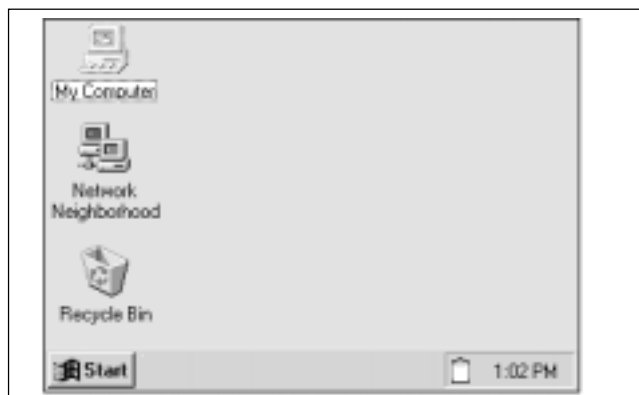 My Computer
Network
Neighborhood
Recycle Bin
Start
1:02 PM